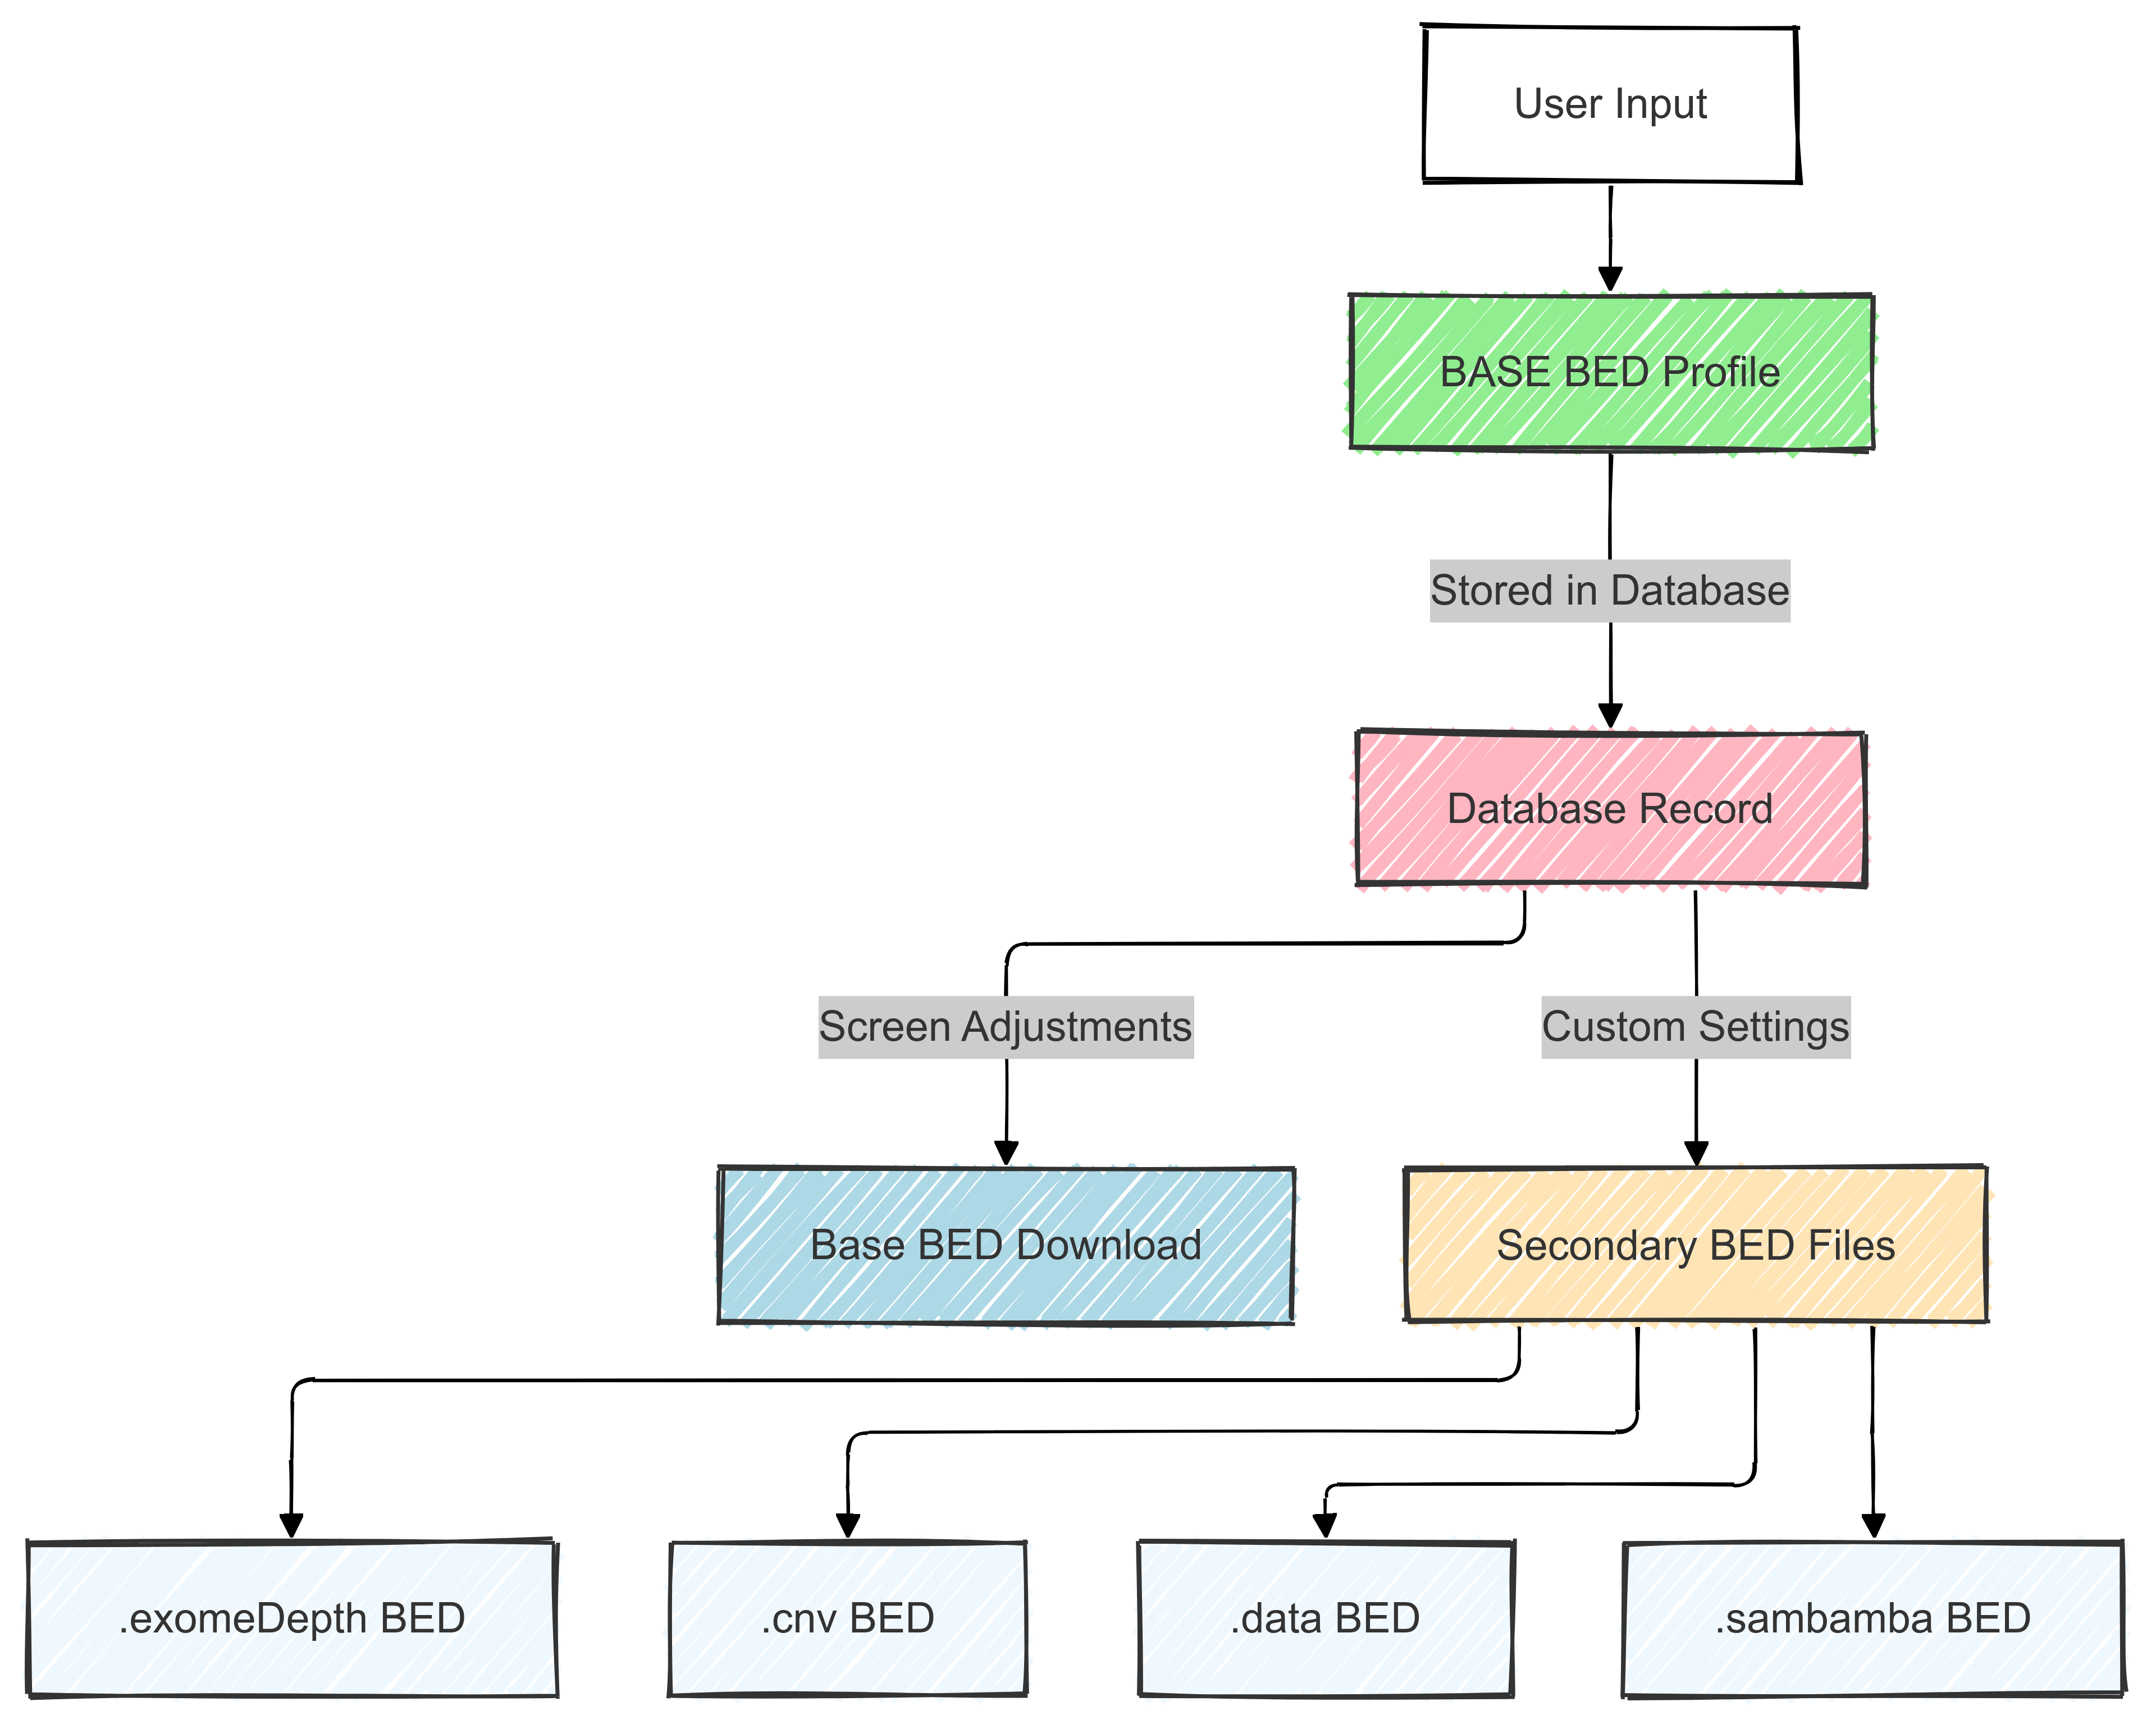 User Input
BASE BED Profile
Stored in Database
Database Record
Screen Adjustments
Custom Settings
Base BED Download
Secondary BED Files
.exomeDepth BED
.cnv BED
.data BED
.sambamba BED